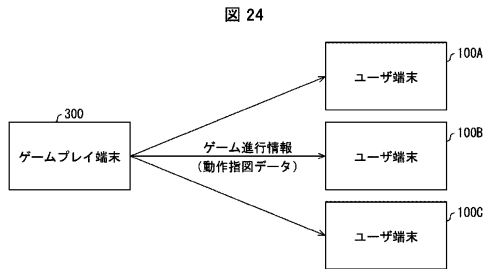 図 24
100A
ユーザ端末
300
ゲームプレイ端末
ゲーム進行情報
(動作指図データ)
100B
ユーザ端末
100C
ユーザ端末